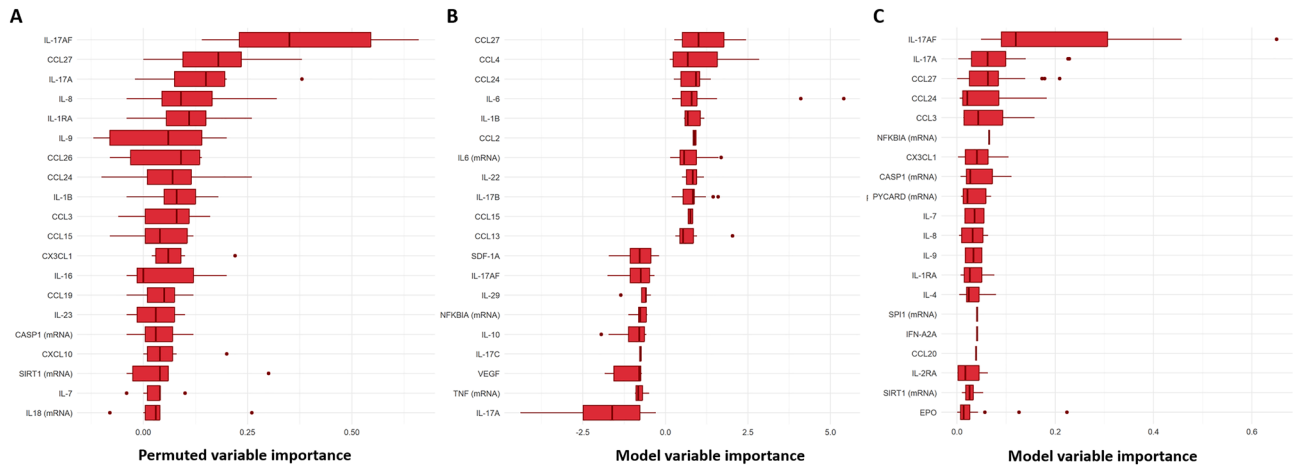 A
IL-17AF
CCL27
IL-17A
IL-8
IL-1RA
IL-9
CCL26
CCL24
IL-1B
CCL3
CCL15
CX3CL1
IL-16
CCL19
IL-23
CASP1 (mRNA)
CXCL10
SIRT1 (mRNA)
IL-7
IL18 (mRNA)
0.00 0.25 0.50
Permuted variable importance
B
CCL27
CCL4
CCL24
IL-6
IL-1B
CCL2
IL6 (mRNA)
IL-22
IL-17B
CCL15
CCL13
SDF-1A
IL-17AF
IL-29
NFKBIA (mRNA)
IL-10
IL-17C
VEGF
TNF (mRNA)
IL-17A
-2.5 0.0 2.5 5.0
Model variable importance
C
IL-17AF
IL-17A
CCL27
CCL24
CCL3
NFKBIA (mRNA)
CX3CL1
CASP1 (mRNA)
PYCARD (mRNA)
IL-7
IL-8
IL-9
IL-1RA
IL-4
SPI1 (mRNA)
IFN-A2A
CCL20
IL-2RA
SIRT1 (mRNA)
EPO
0.0 0.2 0.4 0.6
Model variable importance